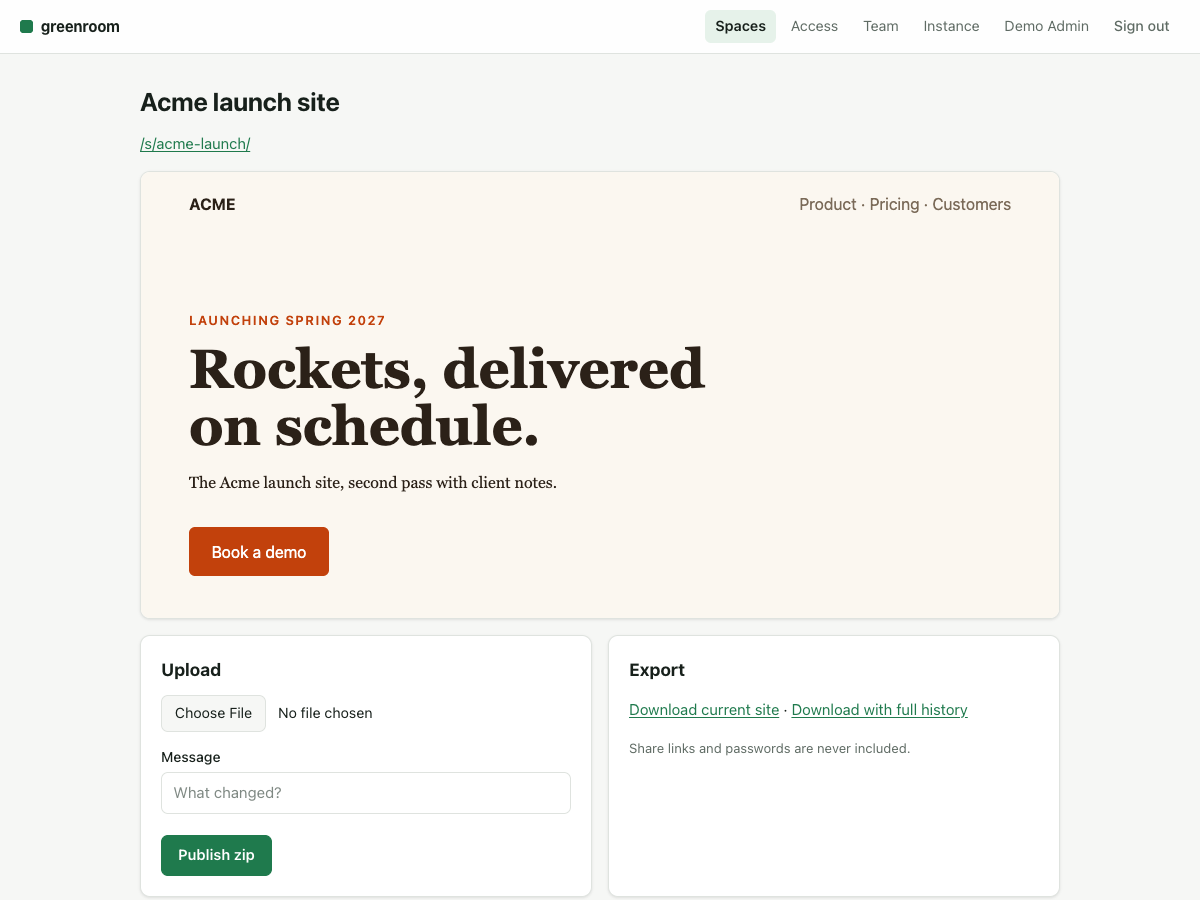 greenroom
Spaces Access Team Instance Demo Admin Sign out
Acme launch site
/s/acme-launch/
ACME
Product · Pricing · Customers
LAUNCHING SPRING 2027
Rockets, delivered
on schedule.
The Acme launch site, second pass with client notes.
Book a demo
Upload
Choose File No file chosen
Message
What changed?
Publish zip
Export
Download current site · Download with full history
Share links and passwords are never included.